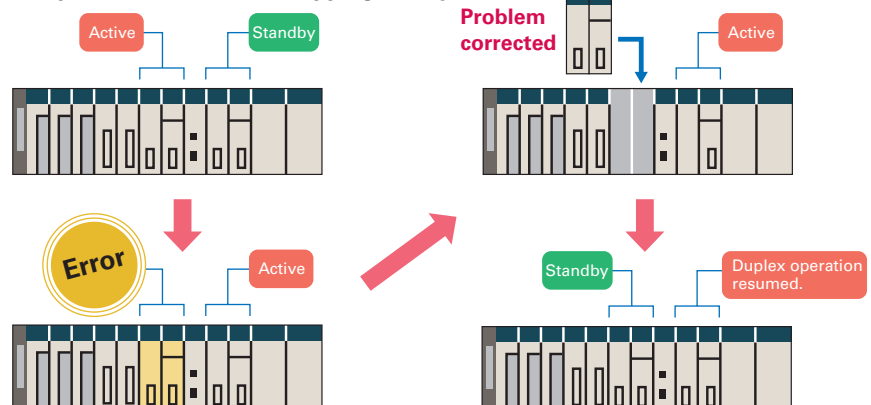 Active
Standby
Error
Active
Problem
corrected
Active
Standby
Duplex operation
resumed.